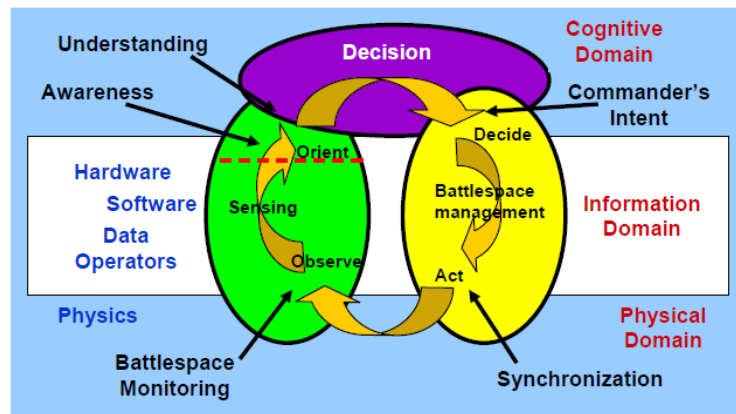 Understanding
Decision
Cognitive
Domain
Awareness
Commander's
Intent
Orient
Decide
Hardware
Software
Data
Operators
Sensing
Battlespace
management
Information
Domain
Observe
Act
Physics
Physical
Domain
Battlespace
Monitoring
Synchronization